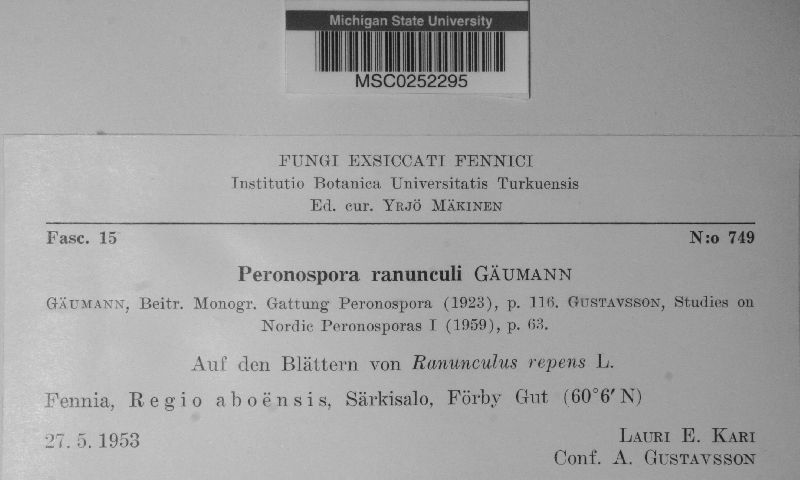 Michigan State University
MSC0252295
FUNGI EXSICCATI FENNICI
Institutio Botanica Universitatis Turkuensis
Ed. cur. YRJÖ MÄKINEN
Fasc. 15 N:o 749
Peronospora ranunculi GÄUMANN
GÄUMANN, Beitr. Monogr. Gattung Peronospora (1923), p. 116. GUSTAVSSON, Studies on
Nordic Peronosporas I (1959), p. 63.
Auf den Blättern von Ranunculus repens L.
Fennia, Regio aboënsis, Särkisalo, Förby Gut (60°6′ N)
27. 5. 1953 LAURI E. KARI
Conf. A. GUSTAVSSON